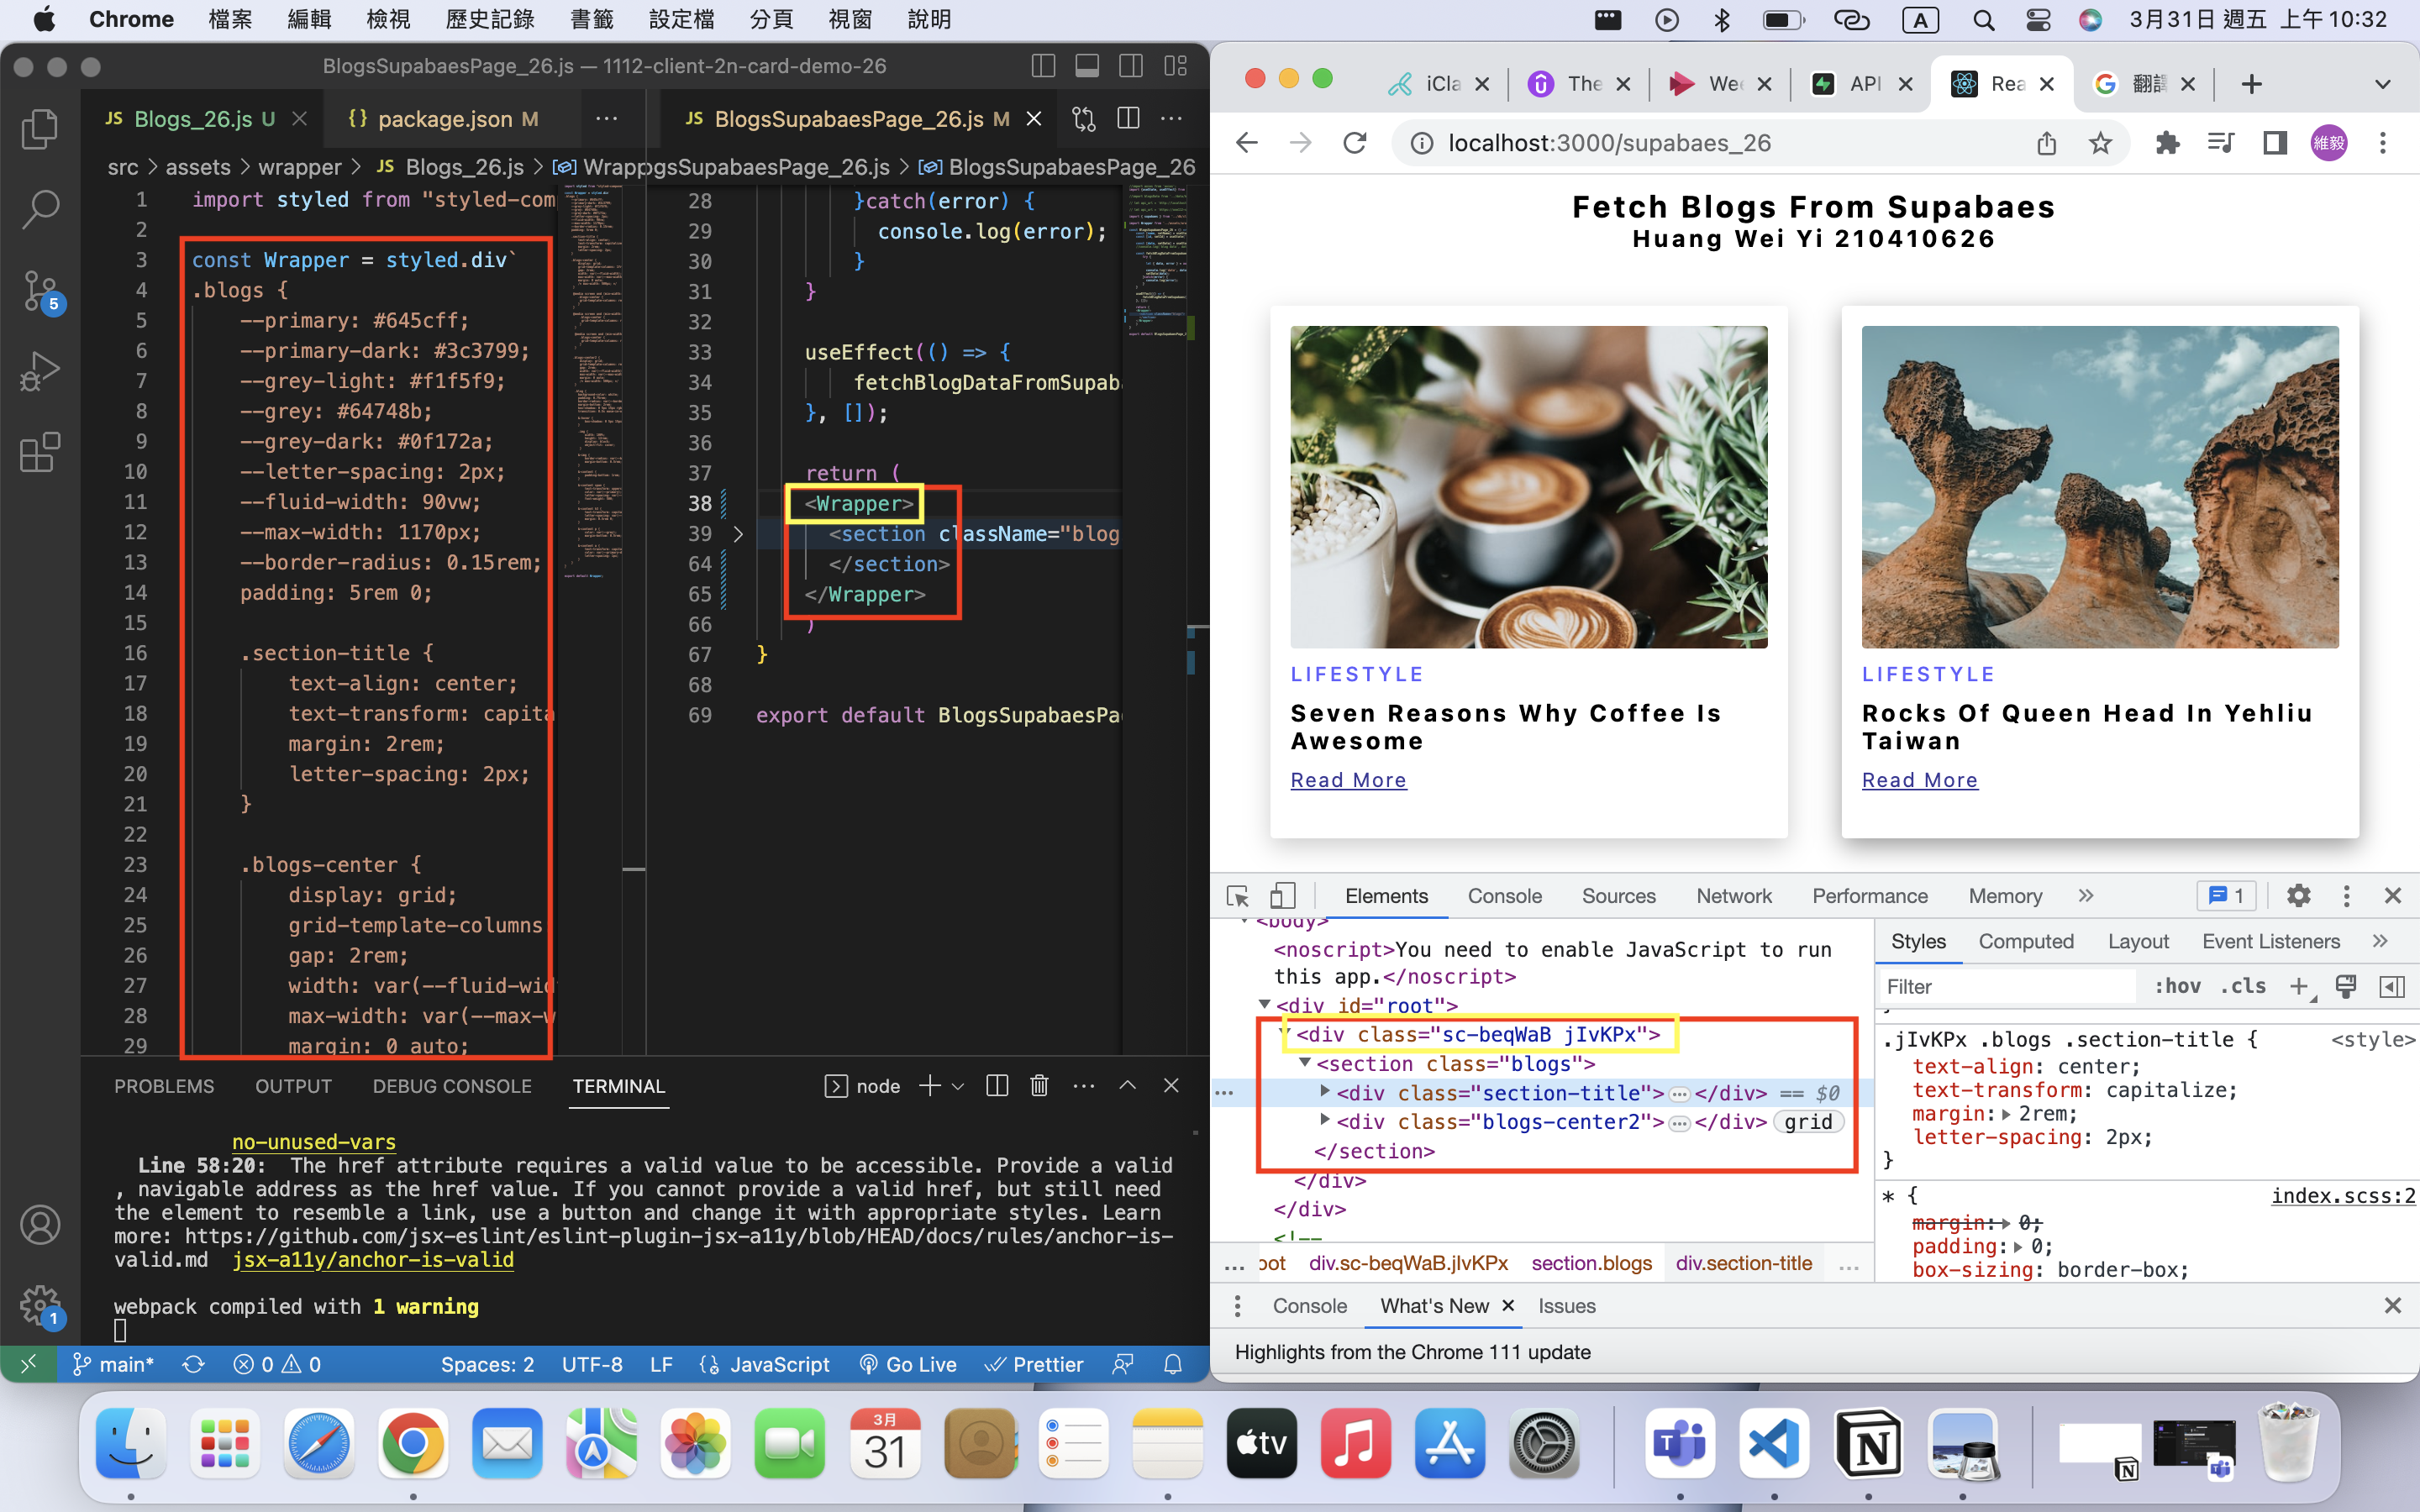 Chrome 檔案 編輯 檢視 歷史記錄 書籤 設定檔 分頁 視窗 說明
A 3月31日 週五 上午 10:32
BlogsSupabaesPage_26.js — 1112-client-2n-card-demo-26
JS Blogs_26.js U {} package.json M ...
src > assets > wrapper > JS Blogs_26.js > Wrapp
1 import styled from "styled-com
2
3 const Wrapper = styled.div`
4 .blogs {
5 --primary: #645cff;
6 --primary-dark: #3c3799;
7 --grey-light: #f1f5f9;
8 --grey: #64748b;
9 --grey-dark: #0f172a;
10 --letter-spacing: 2px;
11 --fluid-width: 90vw;
12 --max-width: 1170px;
13 --border-radius: 0.15rem;
14 padding: 5rem 0;
15
16 .section-title {
17 text-align: center;
18 text-transform: capita
19 margin: 2rem;
20 letter-spacing: 2px;
21 }
22
23 .blogs-center {
24 display: grid;
25 grid-template-columns
26 gap: 2rem;
27 width: var(--fluid-wid
28 max-width: var(--max-w
29 margin: 0 auto;
JS BlogsSupabaesPage_26.js M
ogsSupabaesPage_26.js > BlogsSupabaesPage_26
28 }catch(error) {
29 console.log(error);
30 }
31 }
32
33 useEffect(() => {
34 fetchBlogDataFromSupaba
35 }, []);
36
37 return (
38 <Wrapper>
39 <section className="blog
64 </section>
65 </Wrapper>
66 )
67 }
68
69 export default BlogsSupabaesPa
PROBLEMS OUTPUT DEBUG CONSOLE TERMINAL node
no-unused-vars
Line 58:20: The href attribute requires a valid value to be accessible. Provide a valid
, navigable address as the href value. If you cannot provide a valid href, but still need
the element to resemble a link, use a button and change it with appropriate styles. Learn
more: https://github.com/jsx-eslint/eslint-plugin-jsx-a11y/blob/HEAD/docs/rules/anchor-is-
valid.md jsx-a11y/anchor-is-valid
webpack compiled with 1 warning
5
1
main* 0 0 Spaces: 2 UTF-8 LF JavaScript Go Live Prettier
iCla The Wee API Rea 翻譯
localhost:3000/supabaes_26
維毅
Fetch Blogs From Supabaes
Huang Wei Yi 210410626
LIFESTYLE
Seven Reasons Why Coffee Is
Awesome
Read More
LIFESTYLE
Rocks Of Queen Head In Yehliu
Taiwan
Read More
Elements Console Sources Network Performance Memory 1
<body>
<noscript>You need to enable JavaScript to run
this app.</noscript>
<div id="root">
<div class="sc-beqWaB jIvKPx">
<section class="blogs">
<div class="section-title">…</div> == $0
<div class="blogs-center2">…</div> grid
</section>
</div>
</div>
<!--
... oot div.sc-beqWaB.jIvKPx section.blogs div.section-title ...
Styles Computed Layout Event Listeners
Filter :hov .cls
}
.jIvKPx .blogs .section-title { <style>
text-align: center;
text-transform: capitalize;
margin: 2rem;
letter-spacing: 2px;
}
* { index.scss:2
margin: 0;
padding: 0;
box-sizing: border-box;
Console What's New Issues
Highlights from the Chrome 111 update
3月
31
tv
T
N
N